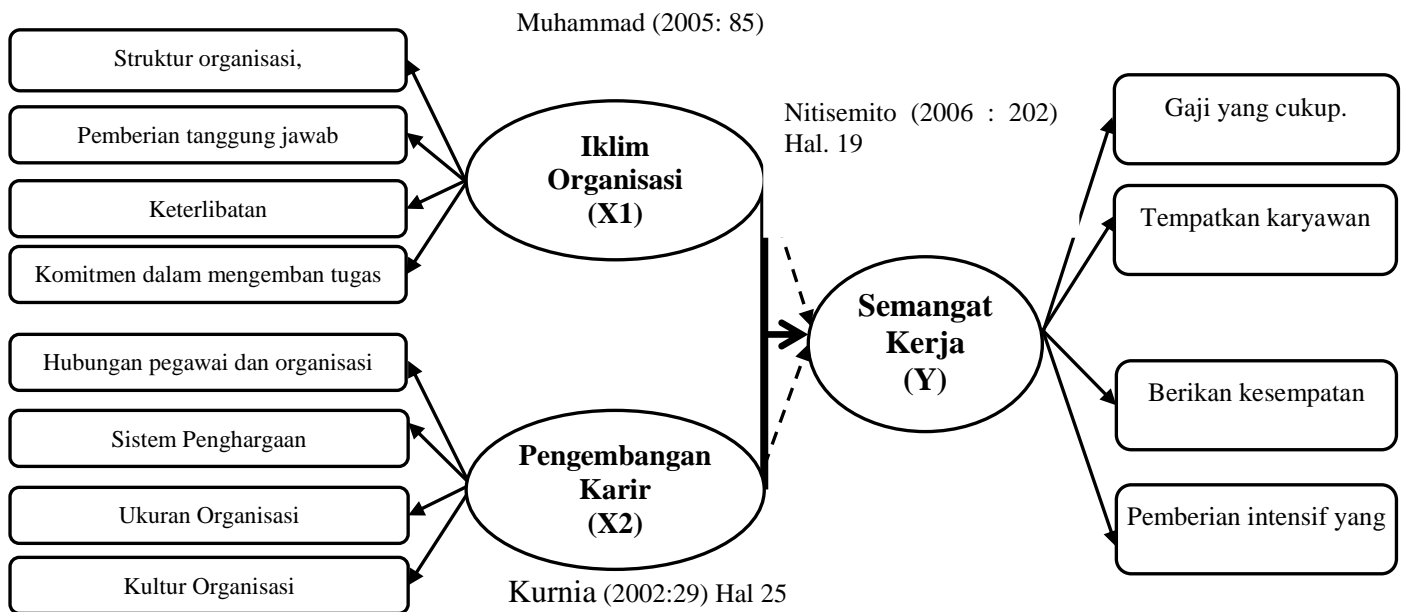 Muhammad (2005: 85)
Struktur organisasi,
Pemberian tanggung jawab
Keterlibatan
Komitmen dalam mengemban tugas
Iklim
Organisasi
(X1)
Nitisemito (2006 : 202)
Hal. 19
Gaji yang cukup.
Tempatkan karyawan
Semangat
Kerja
(Y)
Berikan kesempatan
Pemberian intensif yang
Hubungan pegawai dan organisasi
Sistem Penghargaan
Ukuran Organisasi
Kultur Organisasi
Pengembangan
Karir
(X2)
Kurnia (2002:29) Hal 25